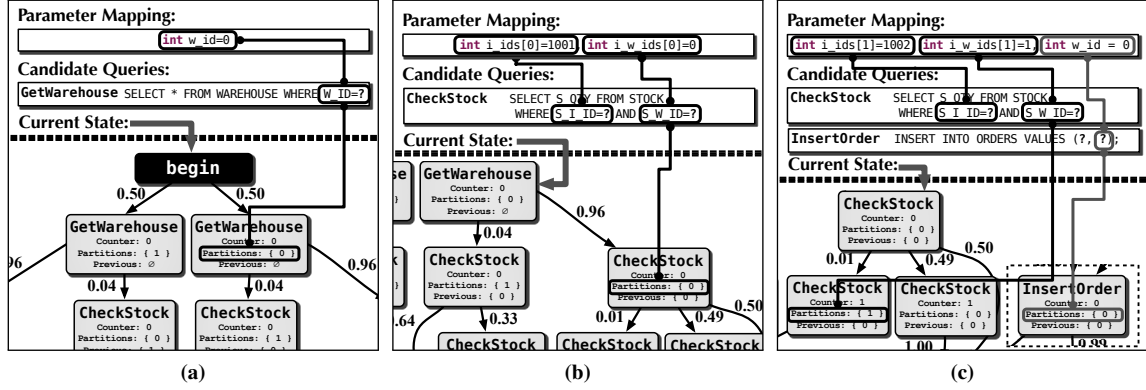 Parameter Mapping:
int w_id=0
Candidate Queries:
GetWarehouse SELECT * FROM WAREHOUSE WHERE W_ID=?
Current State:
begin
0.50 0.50
GetWarehouse
Counter: 0
Partitions: { 1 }
Previous: ∅
GetWarehouse
Counter: 0
Partitions: { 0 }
Previous: ∅
96
0.04
0.04
0.96
CheckStock
Counter: 0
Partitions: { 0 }
Previous: { 1 }
CheckStock
Counter: 0
Partitions: { 1 }
Previous: { 0 }
(a)
Parameter Mapping:
int i_ids[0]=1001 int i_w_ids[0]=0
Candidate Queries:
CheckStock SELECT S_QTY FROM STOCK
WHERE S_I_ID=? AND S_W_ID=?
Current State:
GetWarehouse
Counter: 0
Partitions: { 0 }
Previous: ∅
0.96
0.04
CheckStock
Counter: 0
Partitions: { 1 }
Previous: { 0 }
CheckStock
Counter: 0
Partitions: { 0 }
Previous: { 0 }
.64
0.33
0.01
0.49
0.50
CheckStock
CheckStock
CheckStock
(b)
Parameter Mapping:
int i_ids[1]=1002 int i_w_ids[1]=1, int w_id = 0
Candidate Queries:
CheckStock SELECT S_QTY FROM STOCK
WHERE S_I_ID=? AND S_W_ID=?
InsertOrder INSERT INTO ORDERS VALUES (?, ?);
Current State:
CheckStock
Counter: 0
Partitions: { 0 }
Previous: { 0 }
0.01
0.49
0.50
CheckStock
Counter: 1
Partitions: { 1 }
Previous: { 0 }
CheckStock
Counter: 1
Partitions: { 0 }
Previous: { 0 }
InsertOrder
Counter: 0
Partitions: { 0 }
Previous: { 0 }
1.00
0.99
(c)